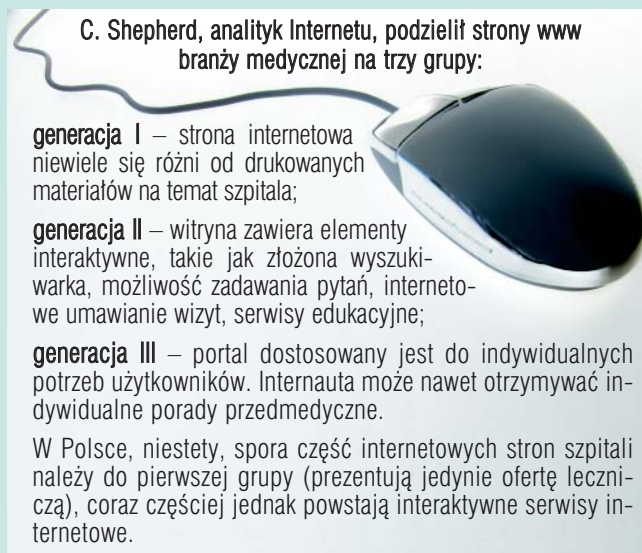 C. Shepherd, analityk Internetu, podzielił strony www
branży medycznej na trzy grupy:
generacja I – strona internetowa
niewiele się różni od drukowanych
materiałów na temat szpitala;
generacja II – witryna zawiera elementy
interaktywne, takie jak złożona wyszuki-
warka, możliwość zadawania pytań, interneto-
we umawianie wizyt, serwisy edukacyjne;
generacja III – portal dostosowany jest do indywidualnych
potrzeb użytkowników. Internauta może nawet otrzymywać in-
dywidualne porady przedmedyczne.
W Polsce, niestety, spora część internetowych stron szpitali
należy do pierwszej grupy (prezentują jedynie ofertę leczni-
czą), coraz częściej jednak powstają interaktywne serwisy in-
ternetowe.